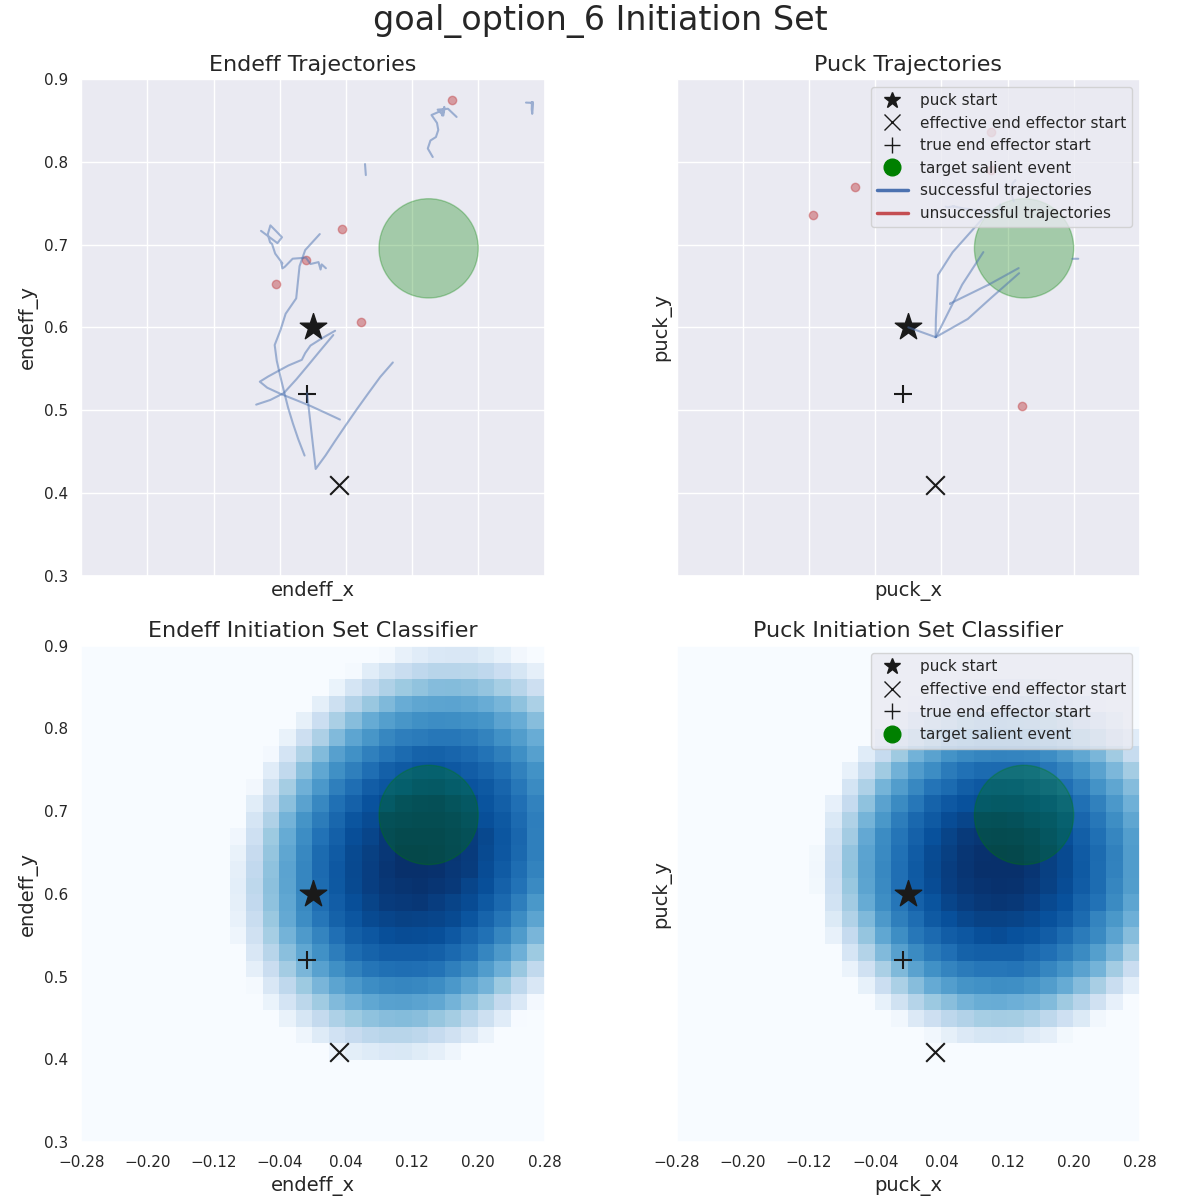 goal_option_6 Initiation Set
Endeff Trajectories
0.9
0.8
0.7
0.6
0.5
0.4
0.3
endeff_y
endeff_x
Puck Trajectories
puck start
effective end effector start
true end effector start
target salient event
successful trajectories
unsuccessful trajectories
puck_y
puck_x
Endeff Initiation Set Classifier
0.9
0.8
0.7
0.6
0.5
0.4
0.3
endeff_y
−0.28 −0.20 −0.12 −0.04 0.04 0.12 0.20 0.28
endeff_x
Puck Initiation Set Classifier
puck start
effective end effector start
true end effector start
target salient event
puck_y
−0.28 −0.20 −0.12 −0.04 0.04 0.12 0.20 0.28
puck_x